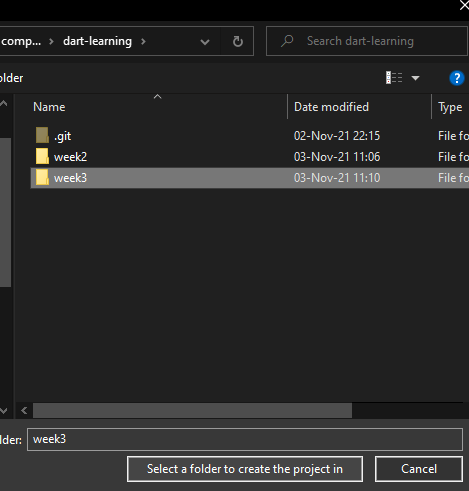 comp... > dart-learning >
Search dart-learning
older
?
Name
Date modified
Type
.git
02-Nov-21 22:15
File fo
week2
03-Nov-21 11:06
File fo
week3
03-Nov-21 11:10
File fo
lder:
week3
Select a folder to create the project in
Cancel